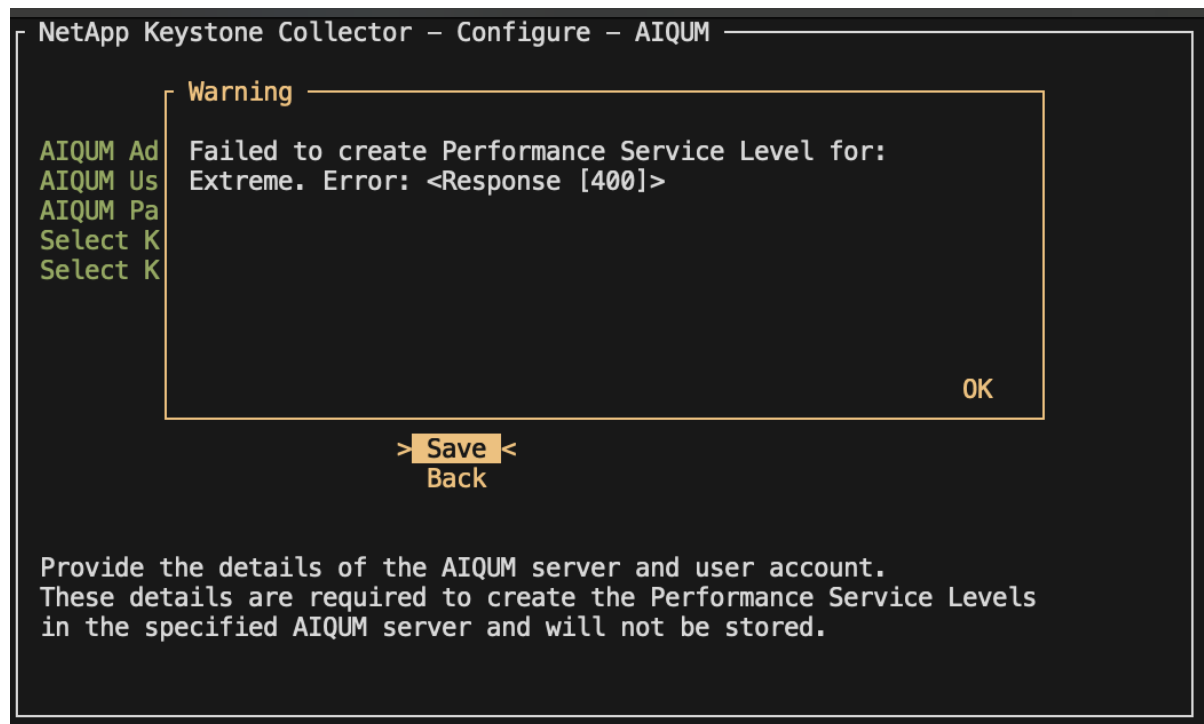 NetApp Keystone Collector – Configure – AIQUM
Warning
AIQUM Ad
Failed to create Performance Service Level for:
AIQUM Us
Extreme. Error: <Response [400]>
AIQUM Pa
Select K
Select K
OK
> Save <
Back
Provide the details of the AIQUM server and user account.
These details are required to create the Performance Service Levels
in the specified AIQUM server and will not be stored.